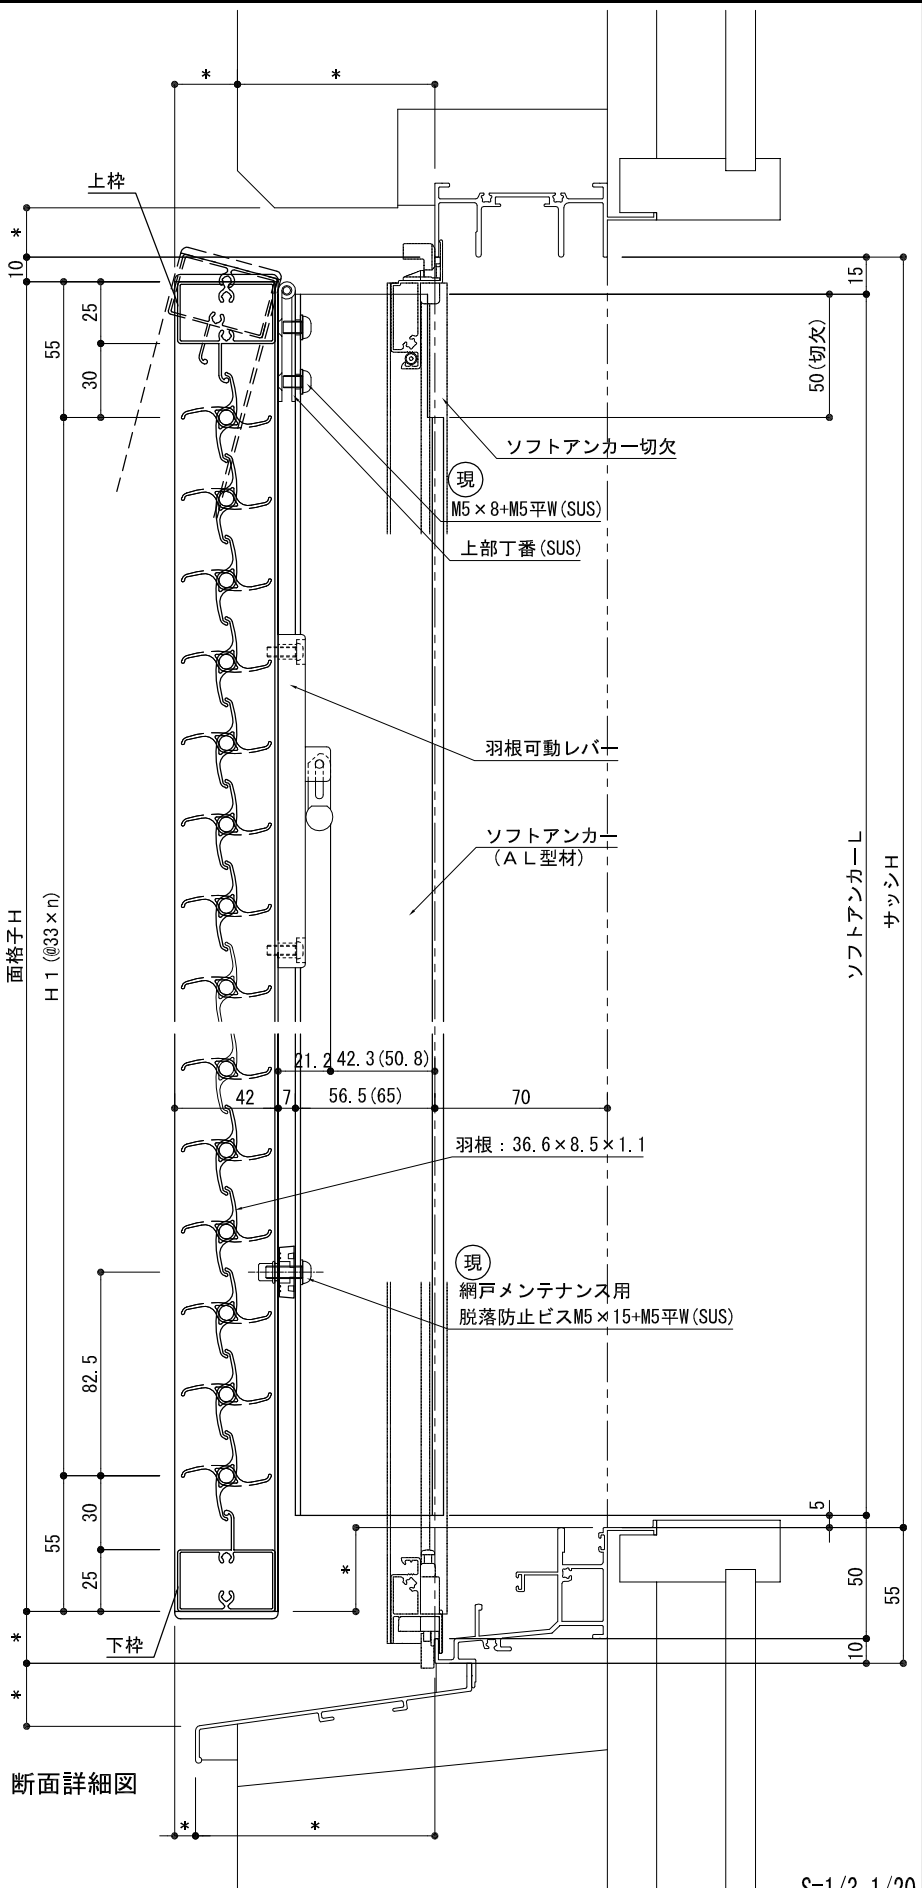 *
*
上枠
*
10
15
25
55
50(切欠)
30
ソフトアンカー切欠
現
M5×8+M5平W(SUS)
上部丁番(SUS)
羽根可動レバー
ソフトアンカー
(AL型材)
ソフトアンカーL
サッシH
面格子H
H1(@33×n)
21.2
42.3(50.8)
42
7
56.5(65)
70
羽根:36.6×8.5×1.1
現
網戸メンテナンス用
脱落防止ビスM5×15+M5平W(SUS)
82.5
5
30
55
*
50
25
55
*
下枠
10
*
断面詳細図
*
*
S=1/3,1/20